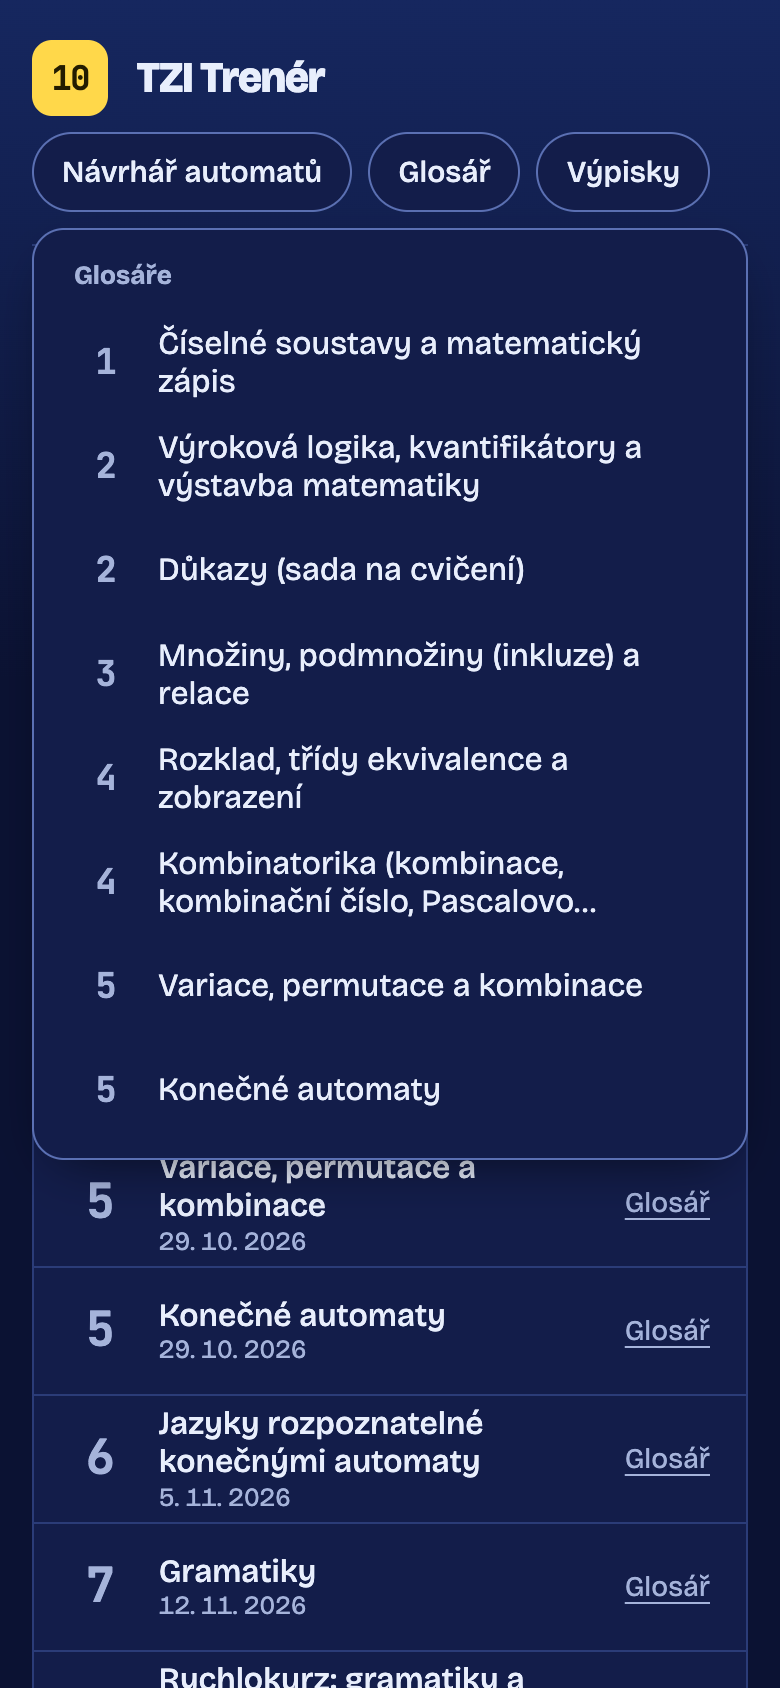 10
TZI Trenér
Návrhář automatů
Glosář
Výpisky
Glosáře
1
Číselné soustavy a matematický
zápis
2
Výroková logika, kvantifikátory a
výstavba matematiky
2
Důkazy (sada na cvičení)
3
Množiny, podmnožiny (inkluze) a
relace
4
Rozklad, třídy ekvivalence a
zobrazení
4
Kombinatorika (kombinace,
kombinační číslo, Pascalovo...
5
Variace, permutace a kombinace
5
Konečné automaty
5
Variace, permutace a
kombinace
29. 10. 2026
Glosář
5
Konečné automaty
29. 10. 2026
Glosář
6
Jazyky rozpoznatelné
konečnými automaty
5. 11. 2026
Glosář
7
Gramatiky
12. 11. 2026
Glosář
Rychlokurz: gramatiky a